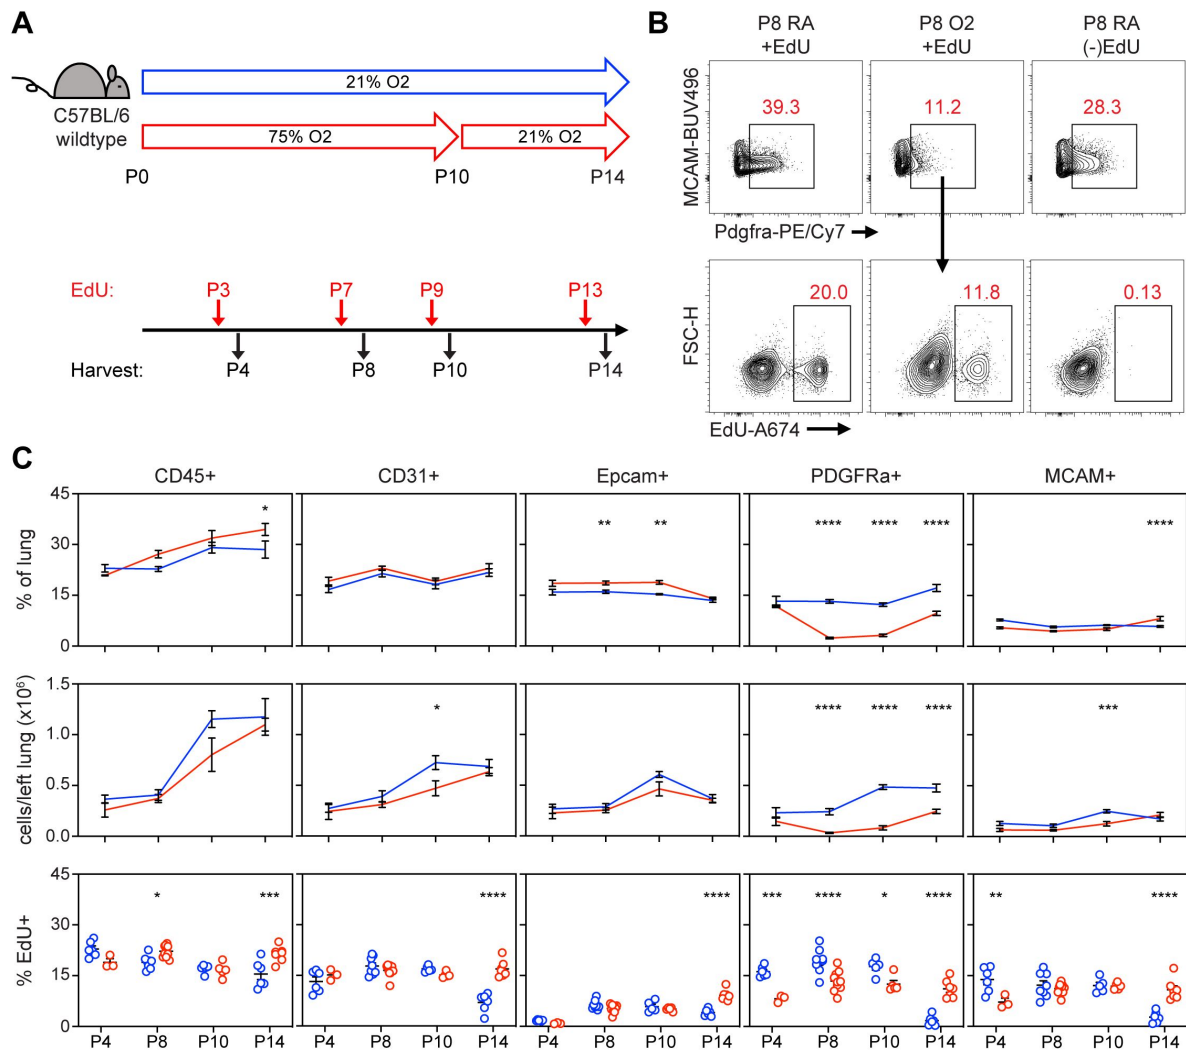 A
21% O2
C57BL/6
wildtype
75% O2
21% O2
P0
P10
P14
EdU:
P3
P7
P9
P13
Harvest:
P4
P8
P10
P14
B
P8 RA
+EdU
P8 O2
+EdU
P8 RA
(-)EdU
MCAM-BUV496
39.3
11.2
28.3
Pdgfra-PE/Cy7
FSC-H
20.0
11.8
0.13
EdU-A674
C
CD45+
CD31+
Epcam+
PDGFRa+
MCAM+
% of lung
45
30
15
0
*
**
**
****
****
****
****
cells/left lung (x10⁶)
1.5
1.0
0.5
0.0
*
****
****
****
***
% EdU+
45
30
15
0
*
***
****
****
***
****
*
****
**
****
P4 P8 P10 P14
P4 P8 P10 P14
P4 P8 P10 P14
P4 P8 P10 P14
P4 P8 P10 P14